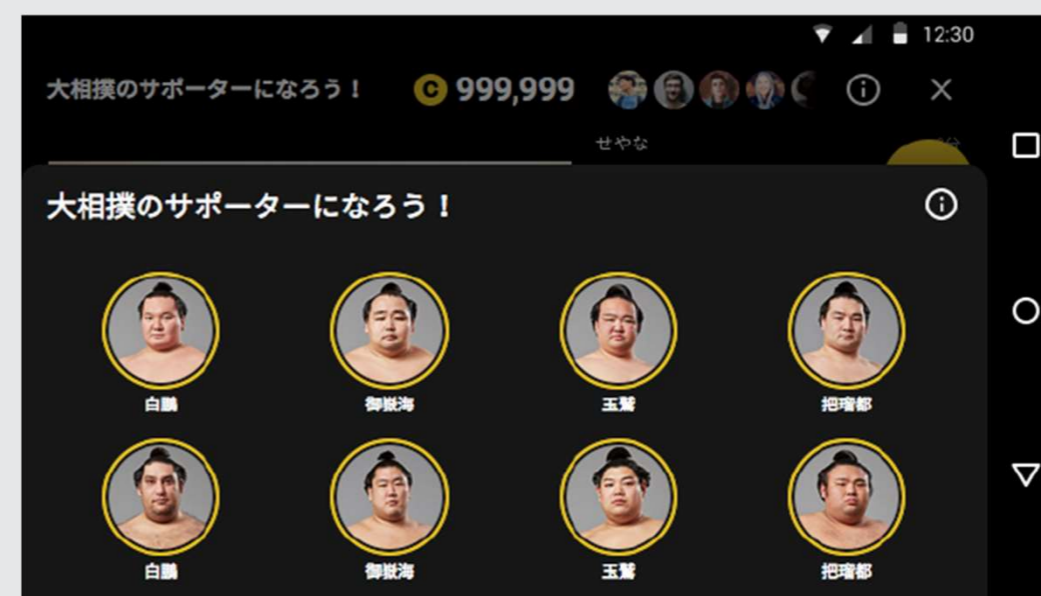 12:30
大相撲のサポーターになろう！ C 999,999
せやな
分
大相撲のサポーターになろう！
白鵬 御嶽海 玉鷲 把瑠都
白鵬 御嶽海 玉鷲 把瑠都